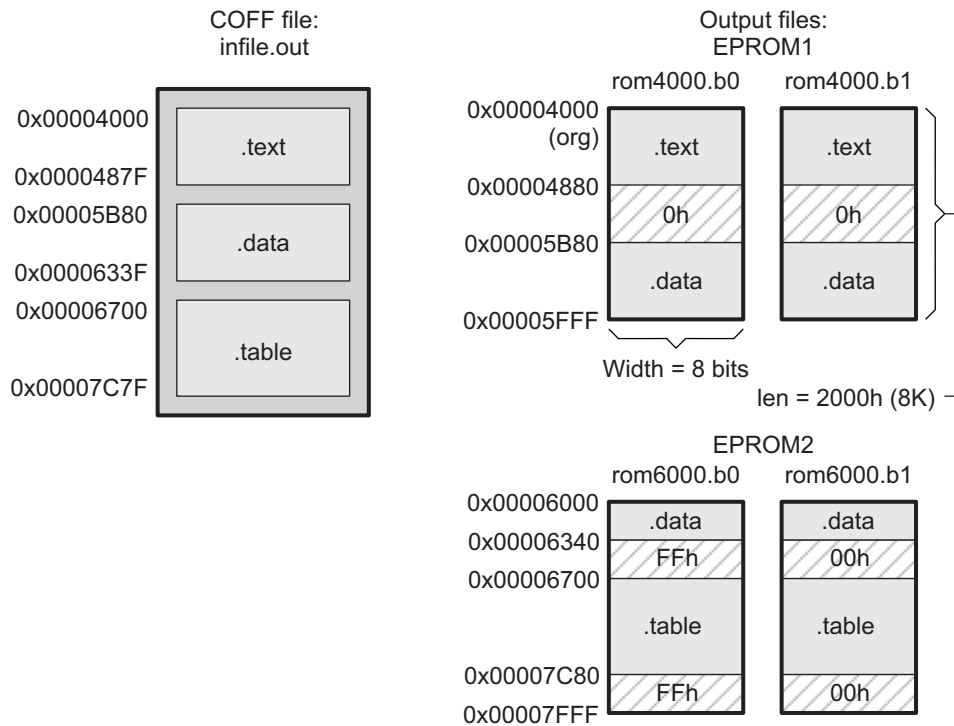 COFF file:
infile.out
0x00004000
.text
0x0000487F
0x00005B80
.data
0x0000633F
0x00006700
.table
0x00007C7F
Output files:
EPROM1
rom4000.b0
rom4000.b1
0x00004000
(org)
.text
.text
0x00004880
0h
0h
0x00005B80
.data
.data
0x00005FFF
Width = 8 bits
len = 2000h (8K)
EPROM2
rom6000.b0
rom6000.b1
0x00006000
.data
.data
0x00006340
FFh
00h
0x00006700
.table
.table
0x00007C80
FFh
00h
0x00007FFF